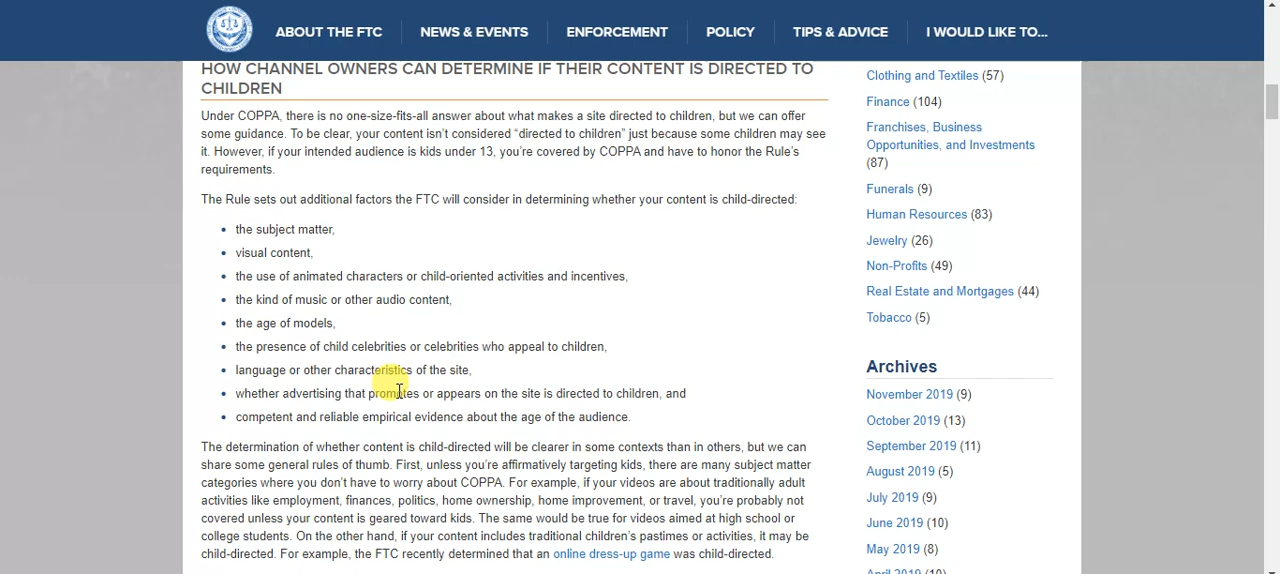 ABOUT THE FTC
NEWS & EVENTS
ENFORCEMENT
POLICY
TIPS & ADVICE
I WOULD LIKE TO...
HOW CHANNEL OWNERS CAN DETERMINE IF THEIR CONTENT IS DIRECTED TO
CHILDREN
Under COPPA, there is no one-size-fits-all answer about what makes a site directed to children, but we can offer
some guidance. To be clear, your content isn’t considered “directed to children” just because some children may see
it. However, if your intended audience is kids under 13, you’re covered by COPPA and have to honor the Rule’s
requirements.
The Rule sets out additional factors the FTC will consider in determining whether your content is child-directed:
• the subject matter,
• visual content,
• the use of animated characters or child-oriented activities and incentives,
• the kind of music or other audio content,
• the age of models,
• the presence of child celebrities or celebrities who appeal to children,
• language or other characteristics of the site,
• whether advertising that promotes or appears on the site is directed to children, and
• competent and reliable empirical evidence about the age of the audience.
The determination of whether content is child-directed will be clearer in some contexts than in others, but we can
share some general rules of thumb. First, unless you’re affirmatively targeting kids, there are many subject matter
categories where you don’t have to worry about COPPA. For example, if your videos are about traditionally adult
activities like employment, finances, politics, home ownership, home improvement, or travel, you’re probably not
covered unless your content is geared toward kids. The same would be true for videos aimed at high school or
college students. On the other hand, if your content includes traditional children’s pastimes or activities, it may be
child-directed. For example, the FTC recently determined that an online dress-up game was child-directed.
Clothing and Textiles (57)
Finance (104)
Franchises, Business
Opportunities, and Investments
(87)
Funerals (9)
Human Resources (83)
Jewelry (26)
Non-Profits (49)
Real Estate and Mortgages (44)
Tobacco (5)
Archives
November 2019 (9)
October 2019 (13)
September 2019 (11)
August 2019 (5)
July 2019 (9)
June 2019 (10)
May 2019 (8)
April 2019 (10)